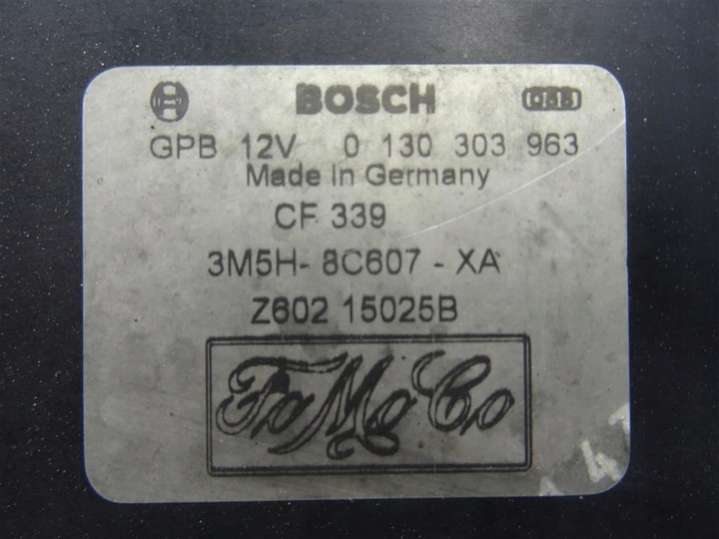 BOSCH
GPB 12V 0 130 303 963
Made In Germany
CF 339
3M5H- 8C607 - XA
Z602 15025B
FoMoCo